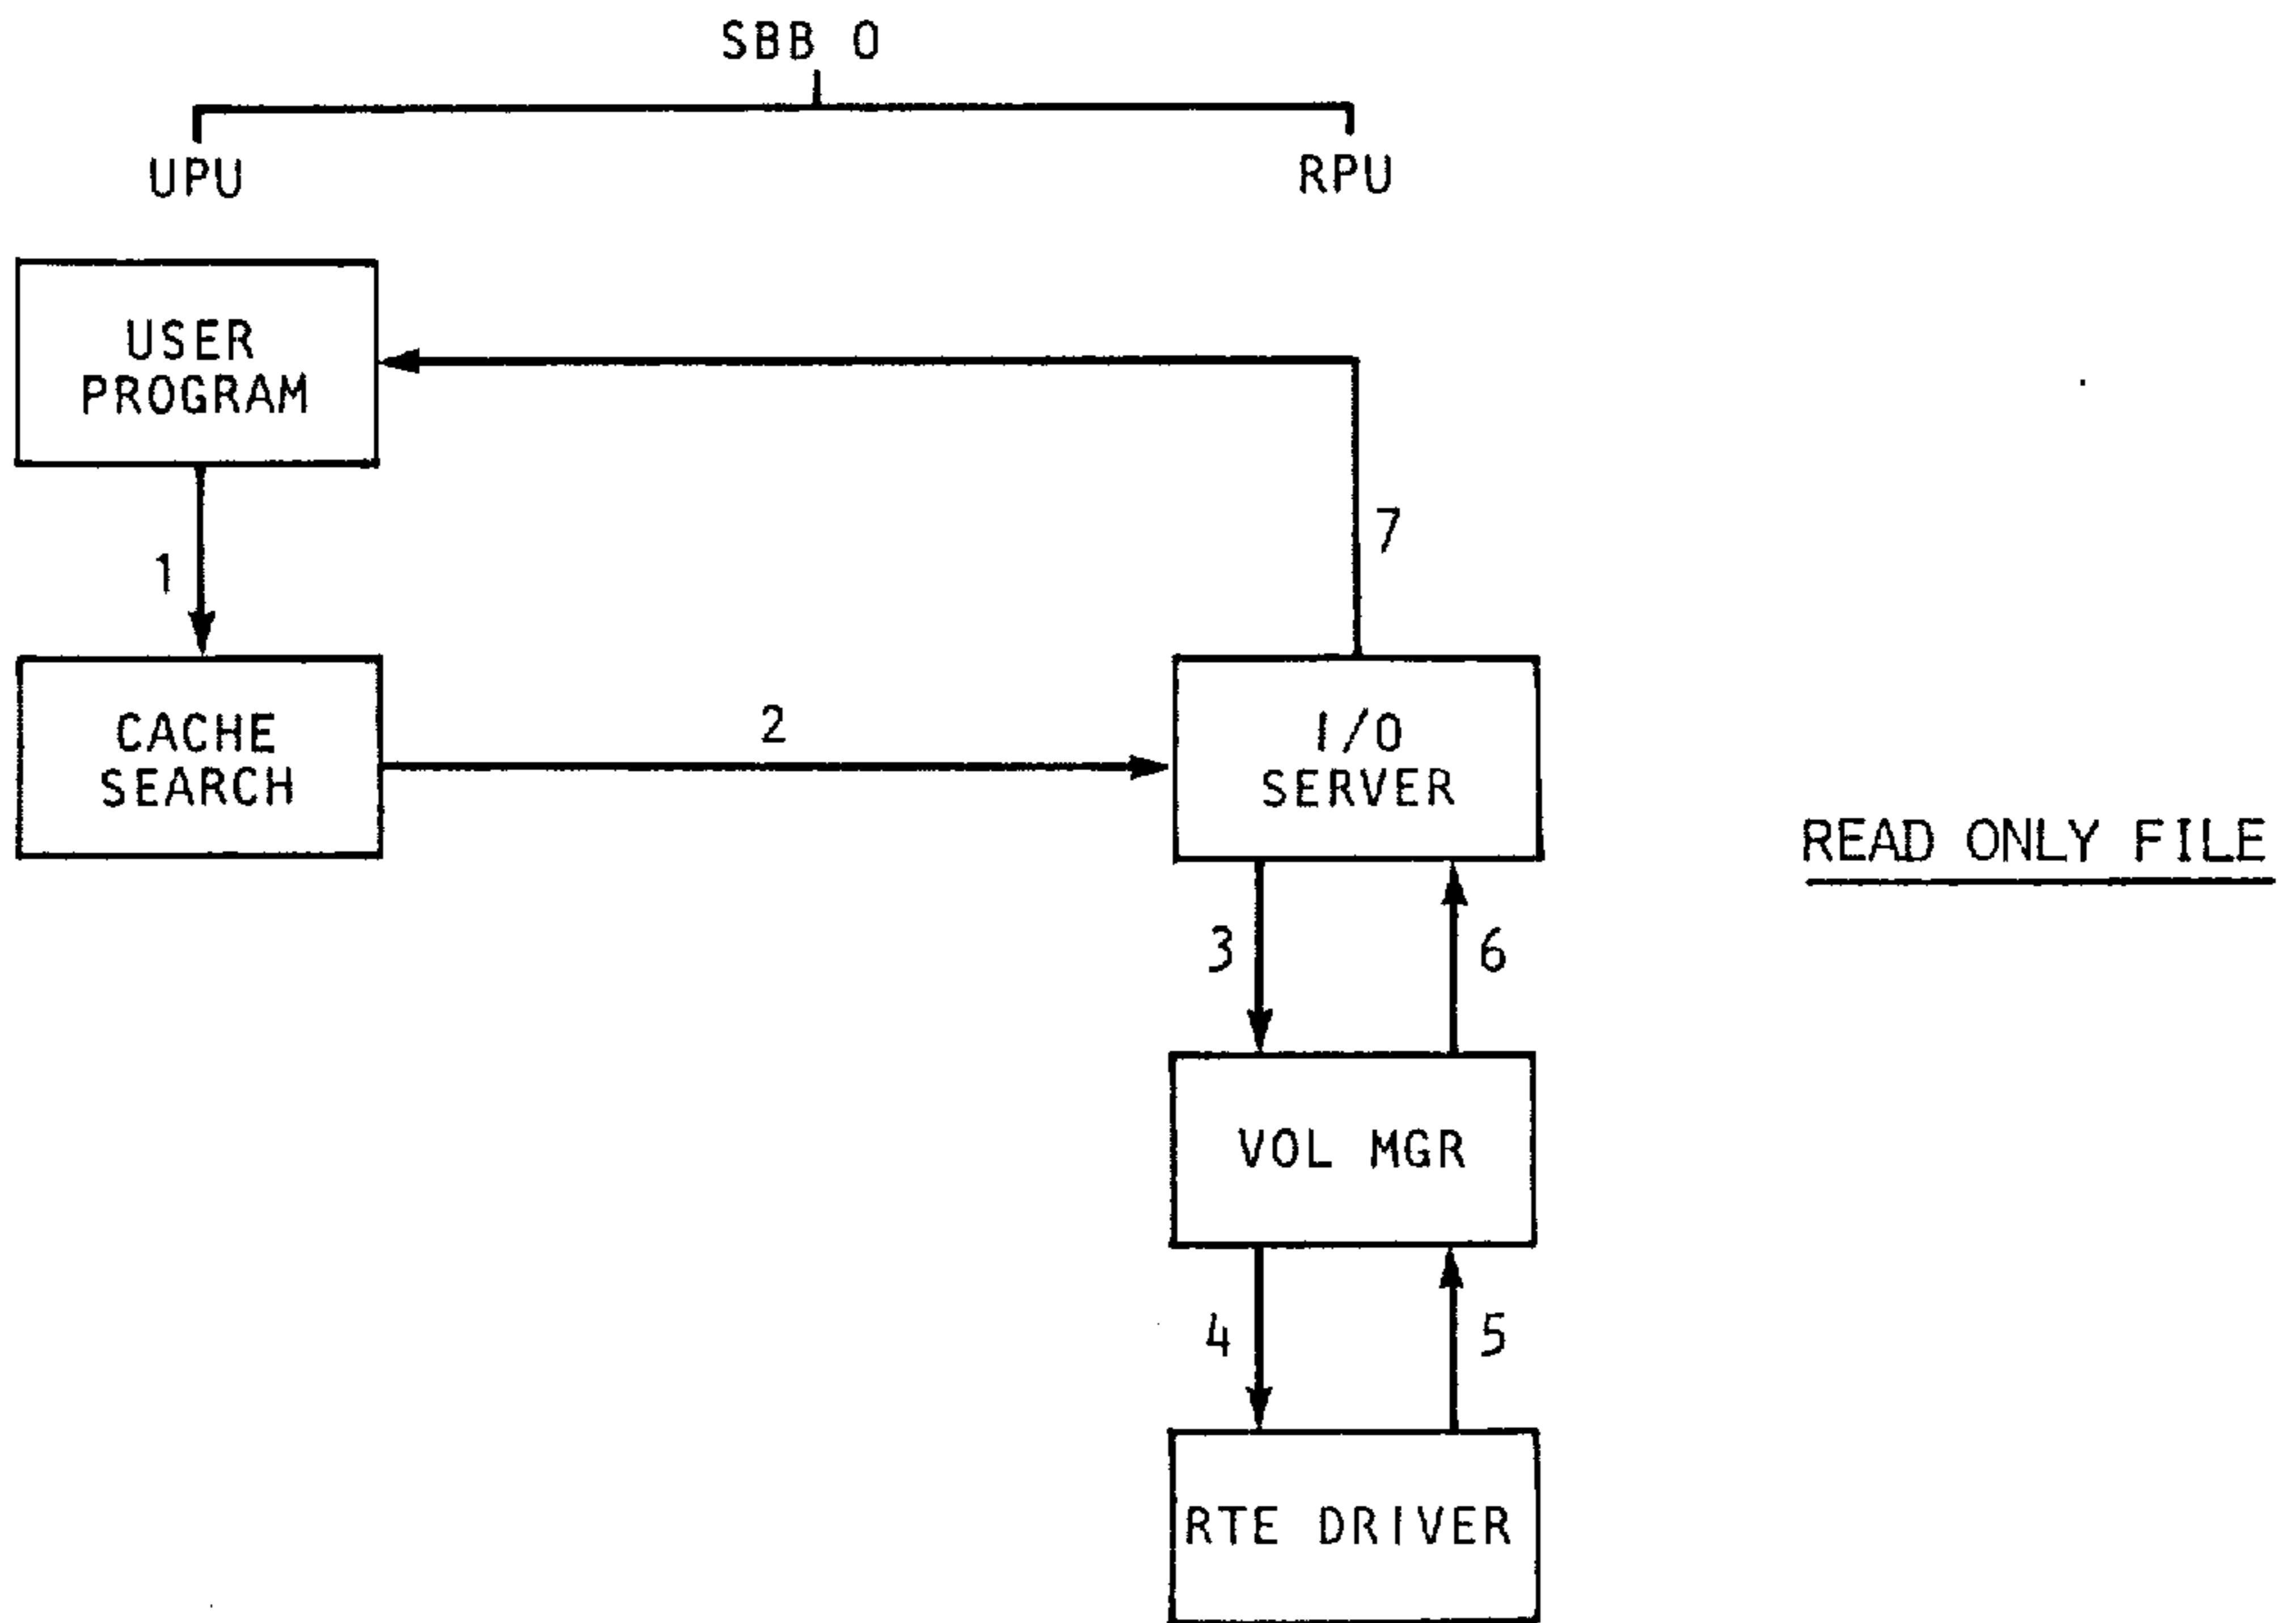 SBB 0
UPU
RPU
USER
PROGRAM
7
1
CACHE
SEARCH
2
I/O
SERVER
READ ONLY FILE
3
6
VOL MGR
4
5
RTE DRIVER